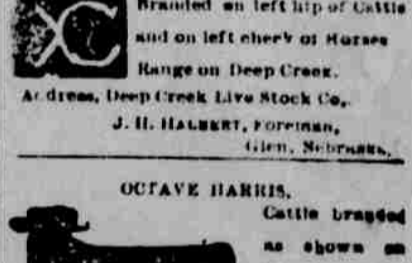 XC
Branded on left hip of Cattle
and on left cheek of Horses
Range on Deep Creek.
Address, Deep Creek Live Stock Co,.
J. H. HALBERT, Foreman,
Glen, Nebraska.
OCTAVE HARRIS.
Cattle branded
as shown on